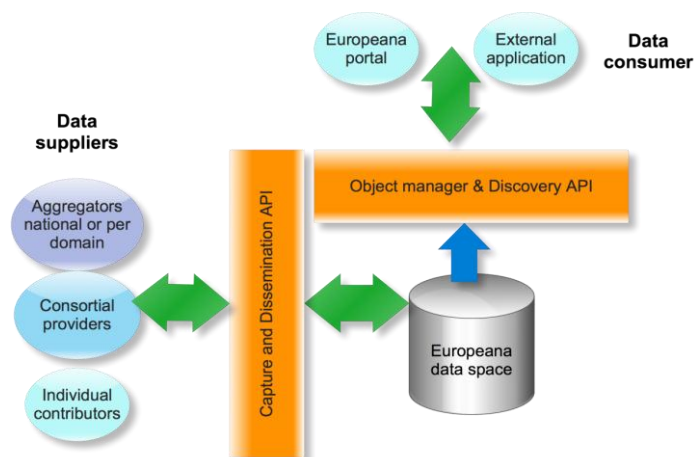 Europeana
portal
External
application
Data
consumer
Data
suppliers
Object manager & Discovery API
Aggregators
national or per
domain
Capture and Dissemination API
Consortial
providers
Europeana
data space
Individual
contributors